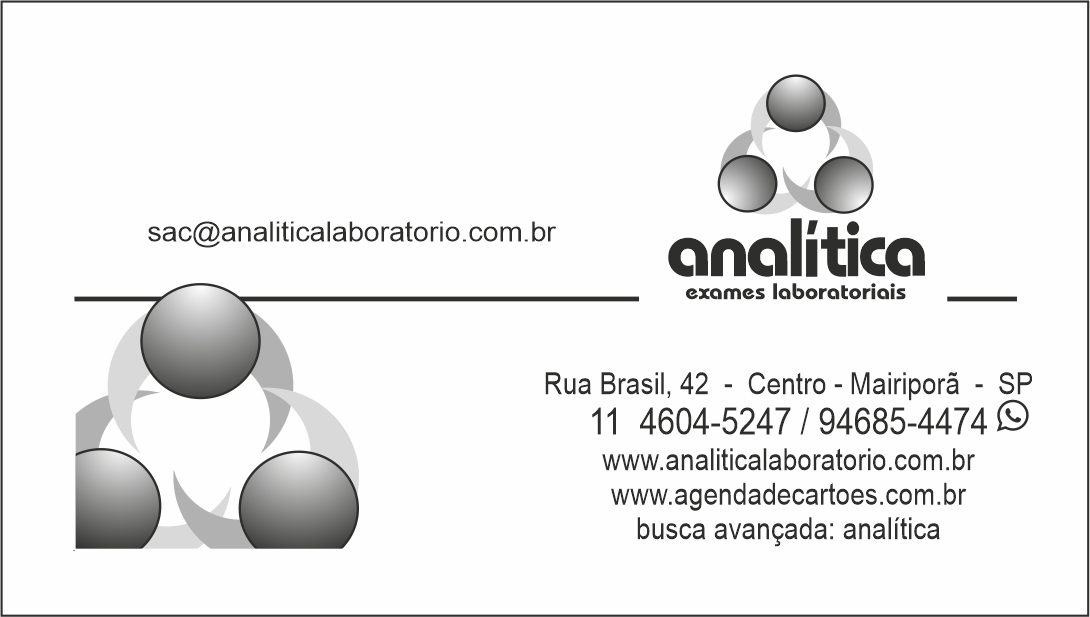 sac@analiticalaboratorio.com.br
analítica
exames laboratoriais
Rua Brasil, 42 - Centro - Mairiporã - SP
11 4604-5247 / 94685-4474
www.analiticalaboratorio.com.br
www.agendadecartoes.com.br
busca avançada: analítica